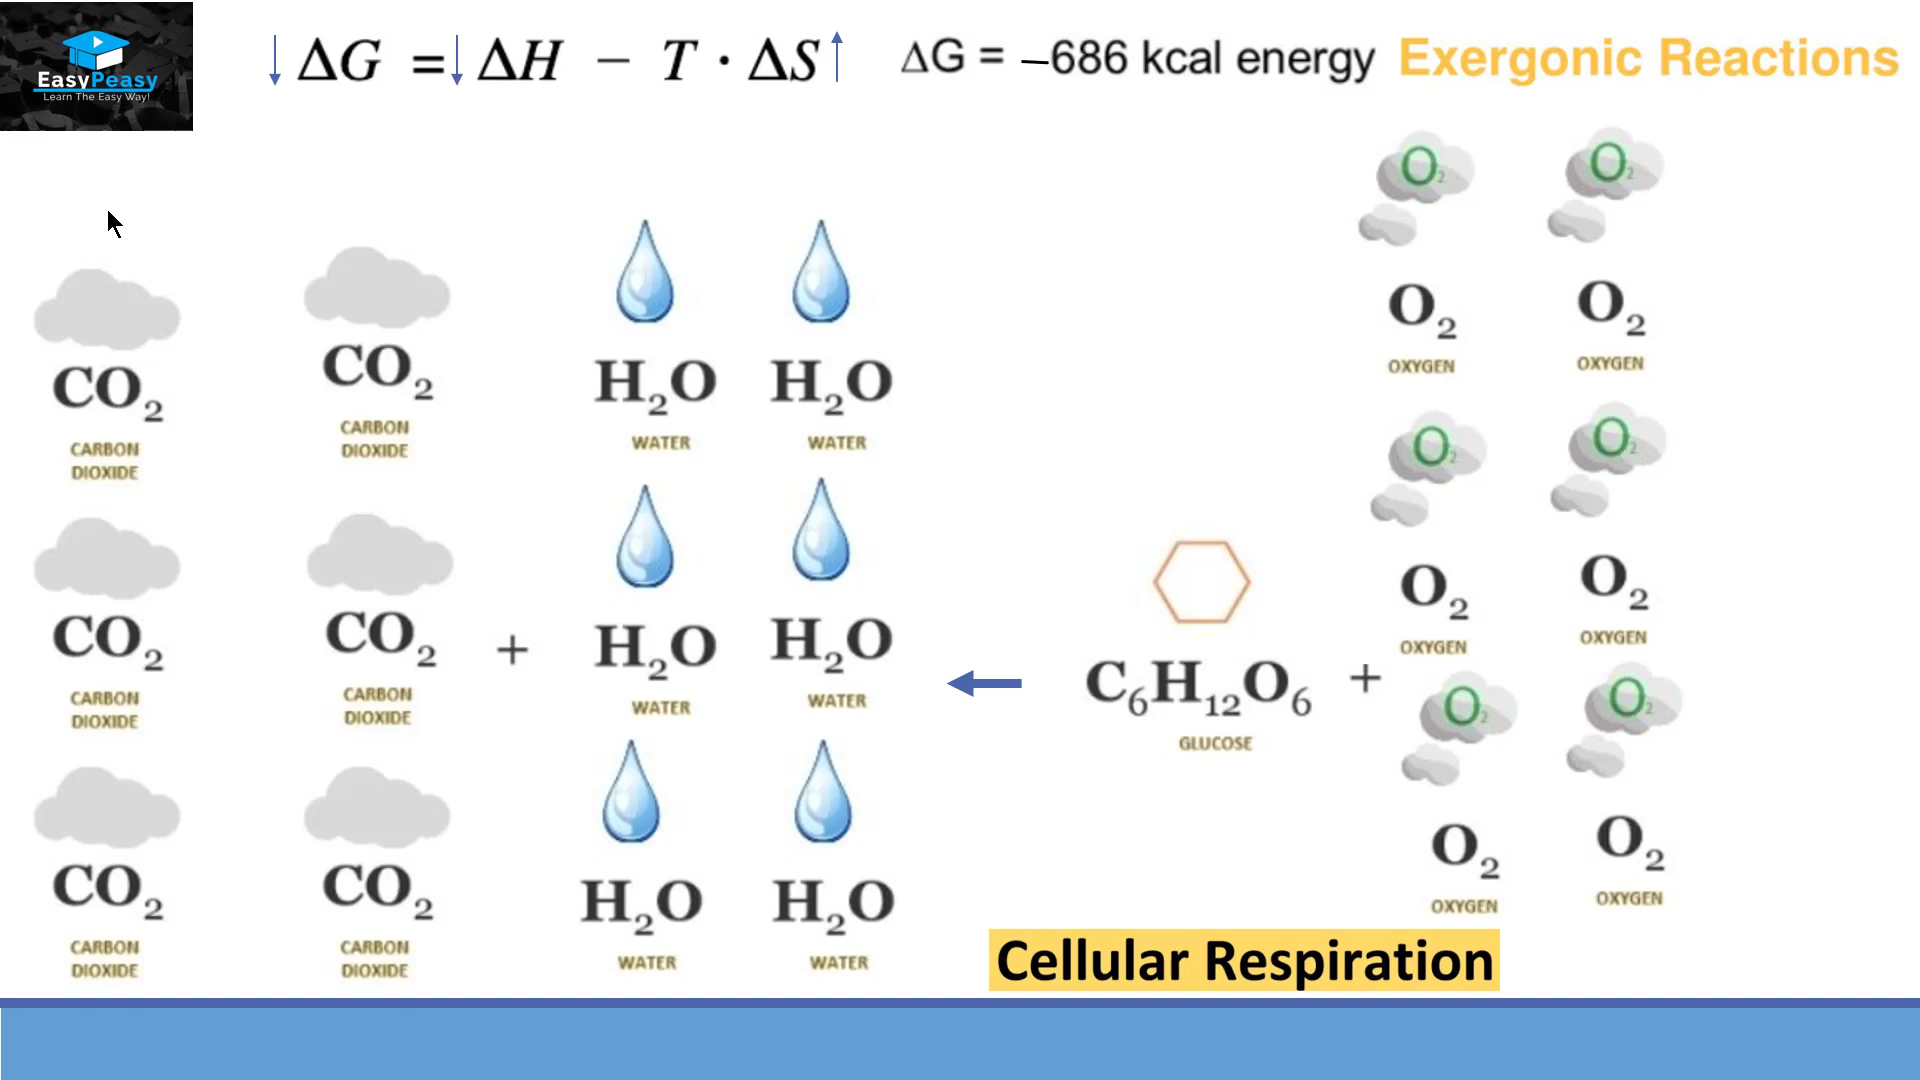 EasyPeasy
Learn The Easy Way!
↓ ΔG = ↓ ΔH − T · ΔS ↑
ΔG = −686 kcal energy
Exergonic Reactions
CO₂
CARBON
DIOXIDE
CO₂
CARBON
DIOXIDE
H₂O
WATER
H₂O
WATER
O₂
O₂
OXYGEN
O₂
O₂
OXYGEN
CO₂
CARBON
DIOXIDE
CO₂
CARBON
DIOXIDE
+
H₂O
WATER
H₂O
WATER
←
C₆H₁₂O₆
GLUCOSE
+
O₂
O₂
OXYGEN
O₂
O₂
OXYGEN
CO₂
CARBON
DIOXIDE
CO₂
CARBON
DIOXIDE
H₂O
WATER
H₂O
WATER
O₂
O₂
OXYGEN
O₂
O₂
OXYGEN
Cellular Respiration